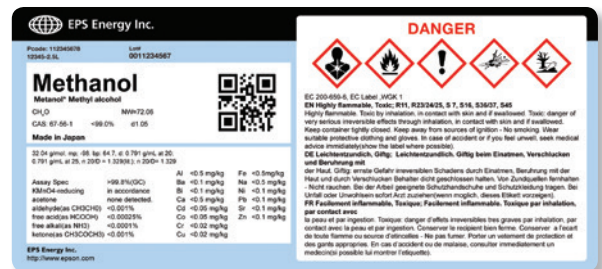 EPS Energy Inc.
Pcode: 112345678
12345-2.5L
Lot#
0011234567
Methanol
Metanol* Methyl alcohol
CH₂O NW=72.06
CAS: 67-56-1 <99.0% d1.05
Made in Japan
32.04 g/mol, mp; -98, bp: 64.7, d: 0.791 g/mL at 20,
0.791 g/mL at 25, n 20/D = 1.329(lit.); n 20/D= 1.329
Assay Spec >99.8%(GC)
KMnO4-reducing in accordance
acetone none detected.
aldehyde(as CH3CHO) <0.001%
free acid(as HCOOH) <0.00025%
free alkali(as NH3) <0.0001%
ketone(as CH3COCH3) <0.001%
Al <0.5 mg/kg Fe <0.5mg/kg
Ba <0.1 mg/kg Na <0.5 mg/kg
Bi <0.1 mg/kg Ni <0.1 mg/kg
Ca <0.5 mg/kg Pb <0.1 mg/kg
Cd <0.05 mg/kg Sr <0.1 mg/kg
Co <0.05 mg/kg Zn <0.1 mg/kg
Cr <0.02 mg/kg
Cu <0.02 mg/kg
EPS Energy Inc.
http://www.epson.com
DANGER
EC 200-659-6, EC Label ,WGK 1
EN Highly flammable, Toxic; R11, R23/24/25, S 7, S16, S36/37, S45
Highly flammable. Toxic by inhalation, in contact with skin and if swallowed. Toxic: danger of
very serious irreversible effects through inhalation, in contact with skin and if swallowed.
Keep container tightly closed. Keep away from sources of ignition - No smoking. Wear
suitable protective clothing and gloves. In case of accident or if you feel unwell, seek medical
advice immediately(show the label where possible).
DE Leichtentzundlich, Giftig: Leichtentzundlich. Giftig beim Einatmen, Verschlucken
und Beruhrung mit
der Haut. Giftig: ernste Gefahr irreversiblen Schadens durch Einatmen, Beruhrung mit der
Haut und durch Verschlucken Behalter dicht geschlossen halten. Von Zundquellen fernhalten
- Nicht rauchen. Bei der Arbeit geeignete Schutzhandschuhe und Schutzkleidung tragen. Bei
Unfall oder Unwohlsein sofort Arzt zuziehen(wenn moglich, dieses Etikett vorzeigen).
FR Facilement inflammable, Toxique; Facilement inflammable. Toxique par inhalation,
par contact avec
la peau et par ingestion. Toxique: danger d'effets irreversibles tres graves par inhalation, par
contact avec la peau et par ingestion. Conserver le recipient bien ferme. Conserver a l'ecart
de toute flamme ou source d'etincelles - Ne pas fumer. Porter un vetement de protection et
des gants appropries. En cas d'accident ou de malaise, consulter immediatement un
medecin(si possible lui montrer l'etiquette).